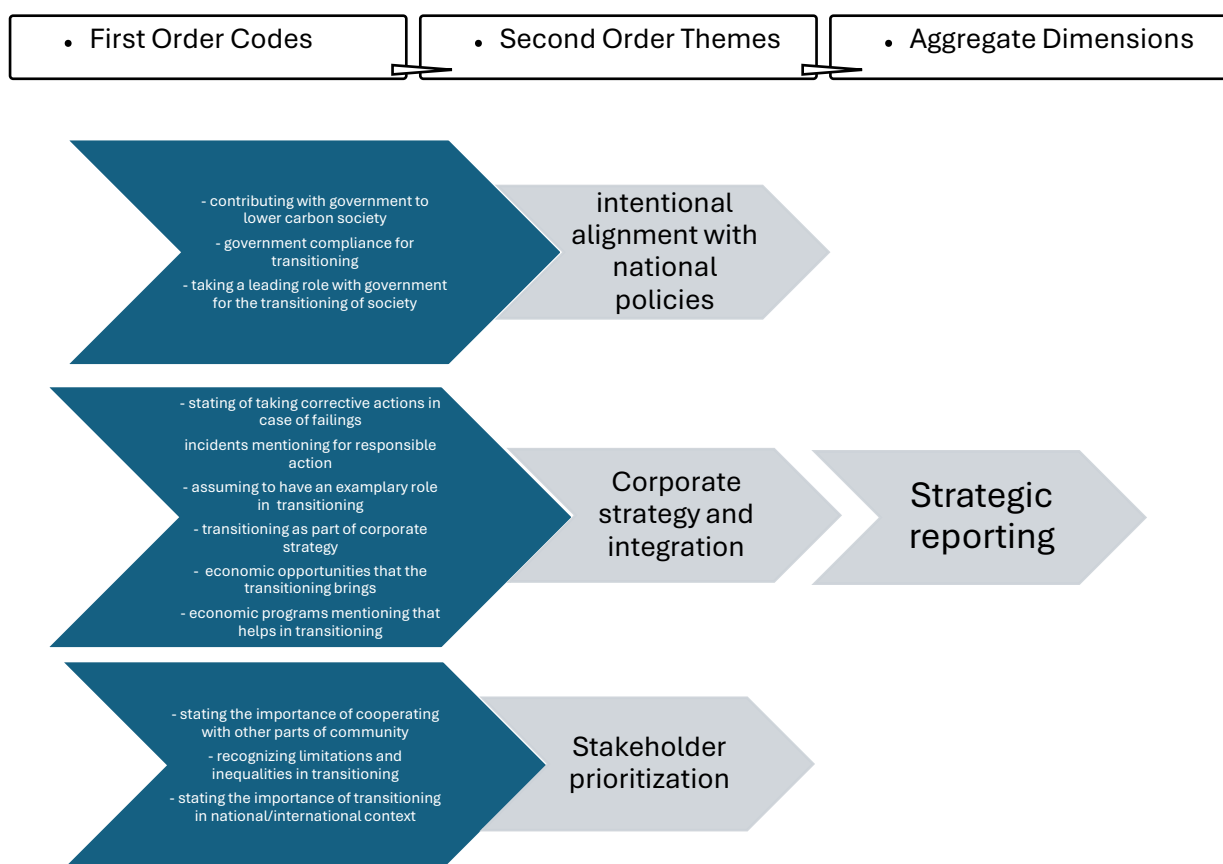 • First Order Codes
• Second Order Themes
• Aggregate Dimensions
- contributing with government to
lower carbon society
- government compliance for
transitioning
- taking a leading role with government
for the transitioning of society
intentional
alignment with
national
policies
- stating of taking corrective actions in
case of failings
incidents mentioning for responsible
action
- assuming to have an examplary role
in  transitioning
- transitioning as part of corporate
strategy
-  economic opportunities that the
transitioning brings
- economic programs mentioning that
helps in transitioning
Corporate
strategy and
integration
Strategic
reporting
- stating the importance of cooperating
with other parts of community
- recognizing limitations and
inequalities in transitioning
- stating the importance of transitioning
in national/international context
Stakeholder
prioritization